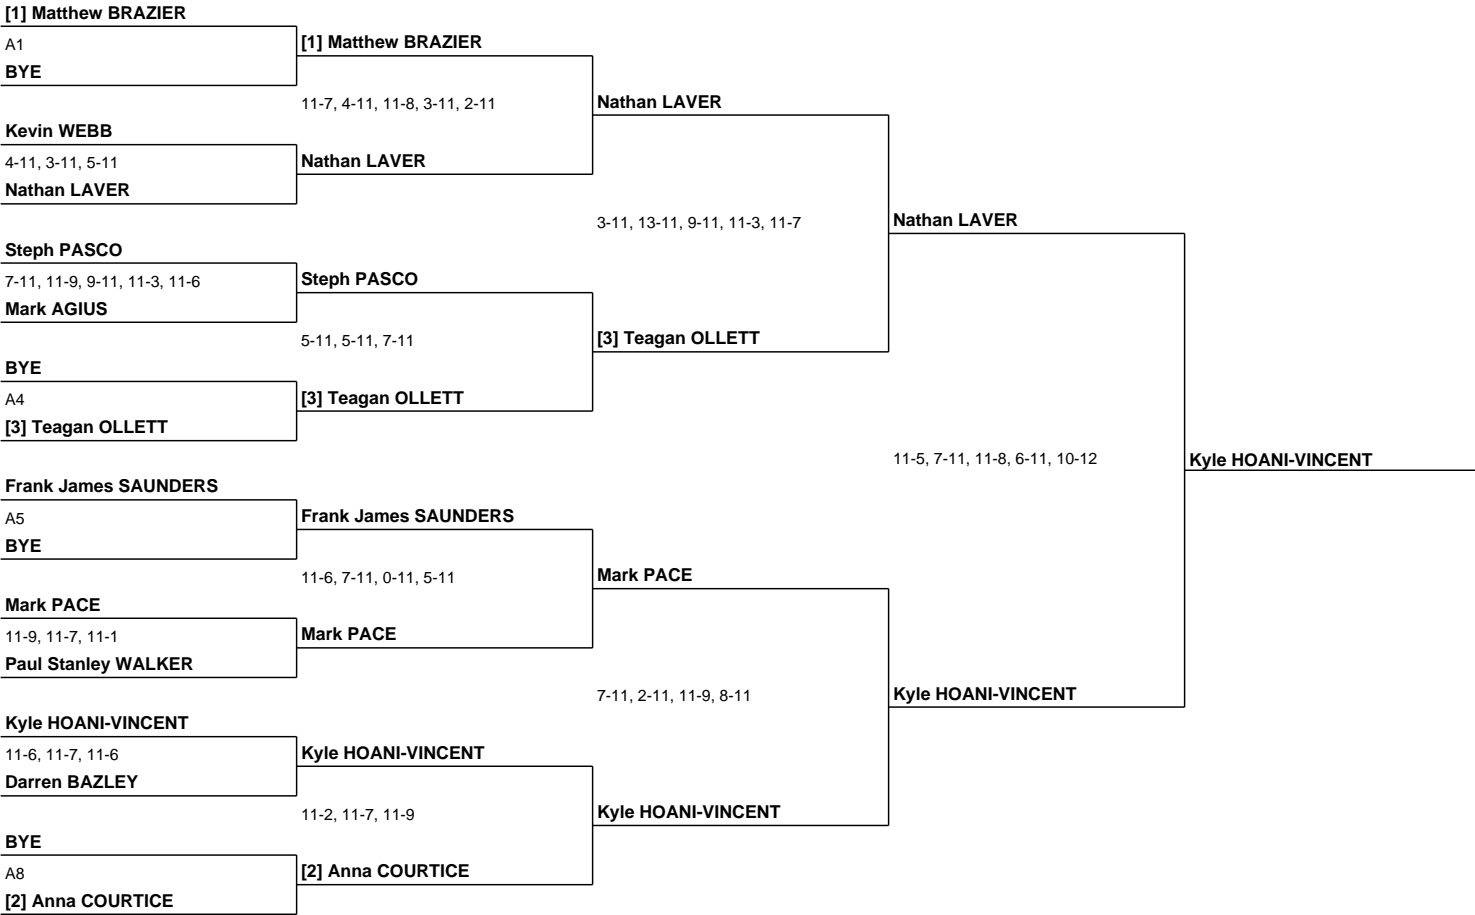 [1] Matthew BRAZIER
A1
BYE
Kevin WEBB
4-11, 3-11, 5-11
Nathan LAVER
Steph PASCO
7-11, 11-9, 9-11, 11-3, 11-6
Mark AGIUS
BYE
A4
[3] Teagan OLLETT
Frank James SAUNDERS
A5
BYE
Mark PACE
11-9, 11-7, 11-1
Paul Stanley WALKER
Kyle HOANI-VINCENT
11-6, 11-7, 11-6
Darren BAZLEY
BYE
A8
[2] Anna COURTICE
[1] Matthew BRAZIER
11-7, 4-11, 11-8, 3-11, 2-11
Nathan LAVER
Steph PASCO
5-11, 5-11, 7-11
[3] Teagan OLLETT
Frank James SAUNDERS
11-6, 7-11, 0-11, 5-11
Mark PACE
Kyle HOANI-VINCENT
11-2, 11-7, 11-9
[2] Anna COURTICE
Nathan LAVER
3-11, 13-11, 9-11, 11-3, 11-7
[3] Teagan OLLETT
Mark PACE
7-11, 2-11, 11-9, 8-11
Kyle HOANI-VINCENT
Nathan LAVER
11-5, 7-11, 11-8, 6-11, 10-12
Kyle HOANI-VINCENT
Kyle HOANI-VINCENT